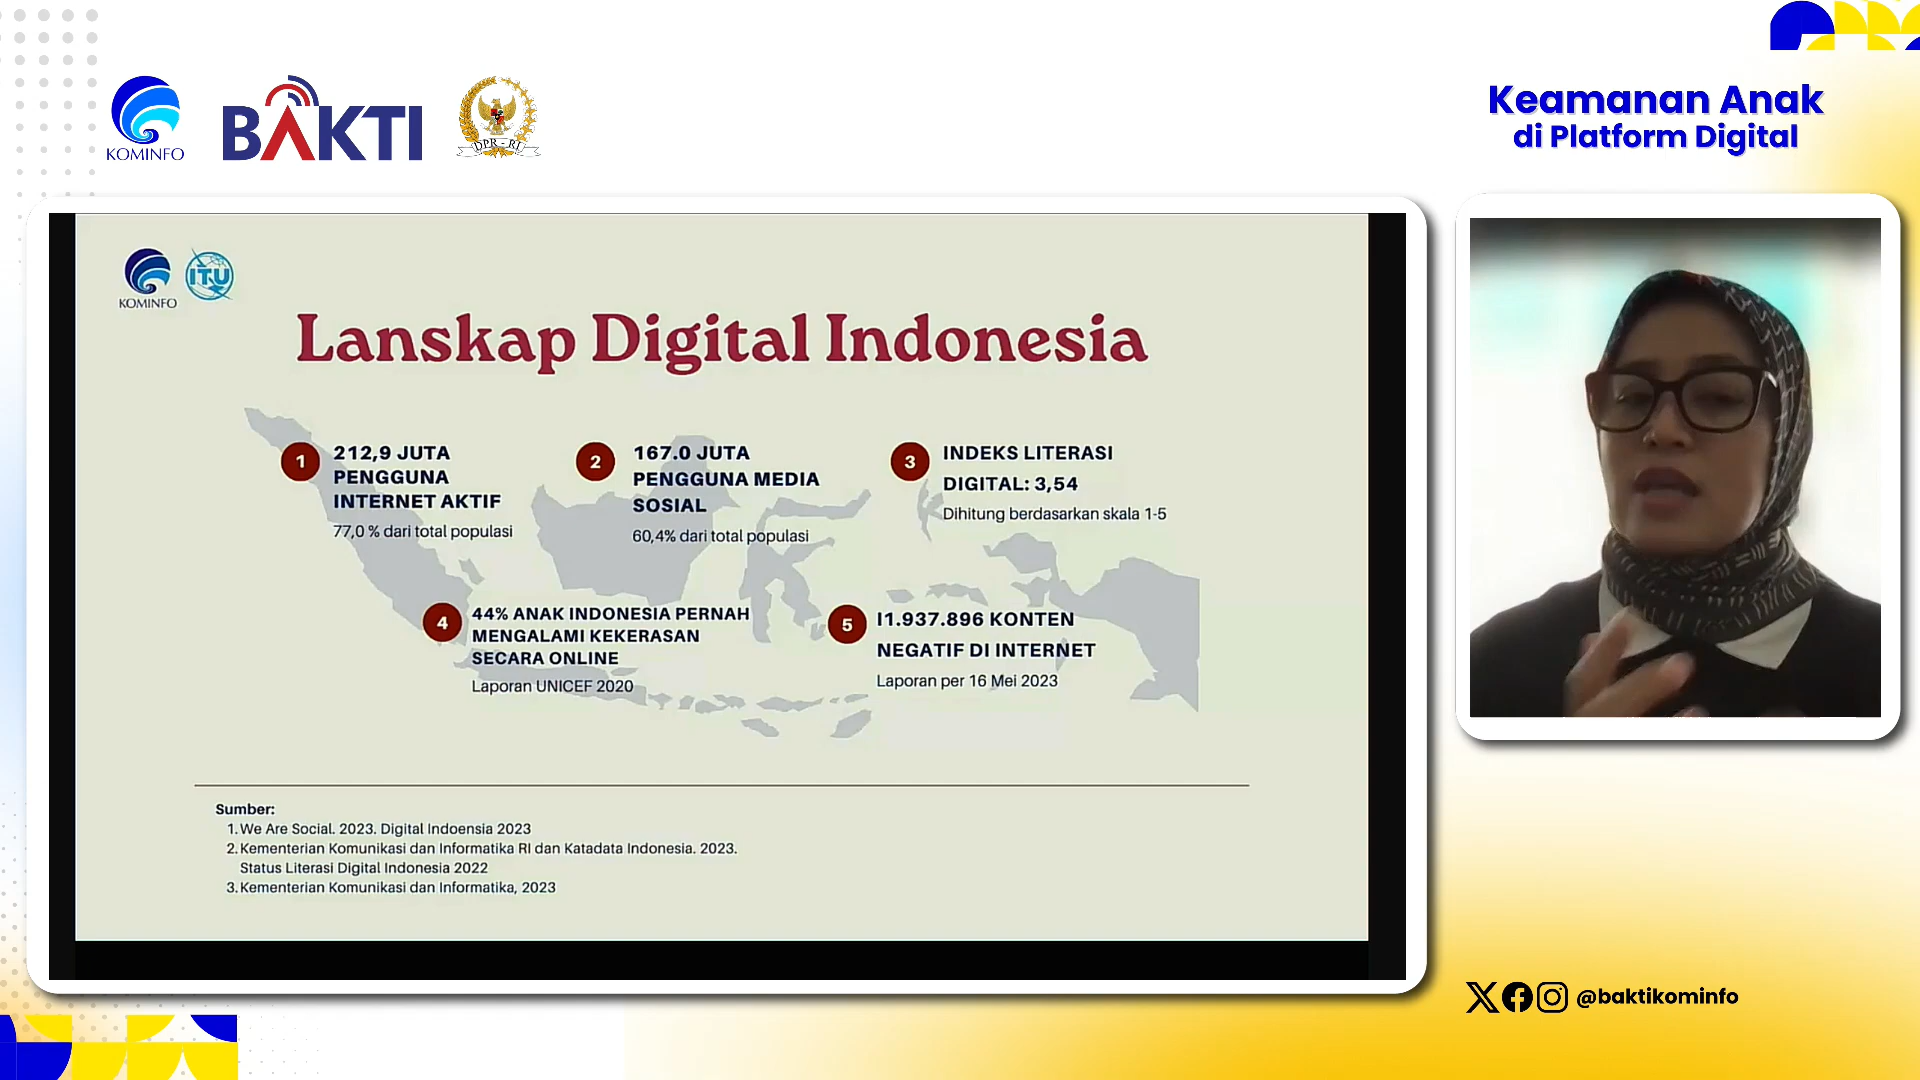 KOMINFO
BAKTI
DPR - RI
Keamanan Anak
di Platform Digital
KOMINFO
ITU
Lanskap Digital Indonesia
1
212,9 JUTA
PENGGUNA
INTERNET AKTIF
77,0 % dari total populasi
2
167.0 JUTA
PENGGUNA MEDIA
SOSIAL
60,4% dari total populasi
3
INDEKS LITERASI
DIGITAL: 3,54
Dihitung berdasarkan skala 1-5
4
44% ANAK INDONESIA PERNAH
MENGALAMI KEKERASAN
SECARA ONLINE
Laporan UNICEF 2020
5
I1.937.896 KONTEN
NEGATIF DI INTERNET
Laporan per 16 Mei 2023
Sumber:
1. We Are Social. 2023. Digital Indoensia 2023
2. Kementerian Komunikasi dan Informatika RI dan Katadata Indonesia. 2023.
Status Literasi Digital Indonesia 2022
3. Kementerian Komunikasi dan Informatika, 2023
@baktikominfo